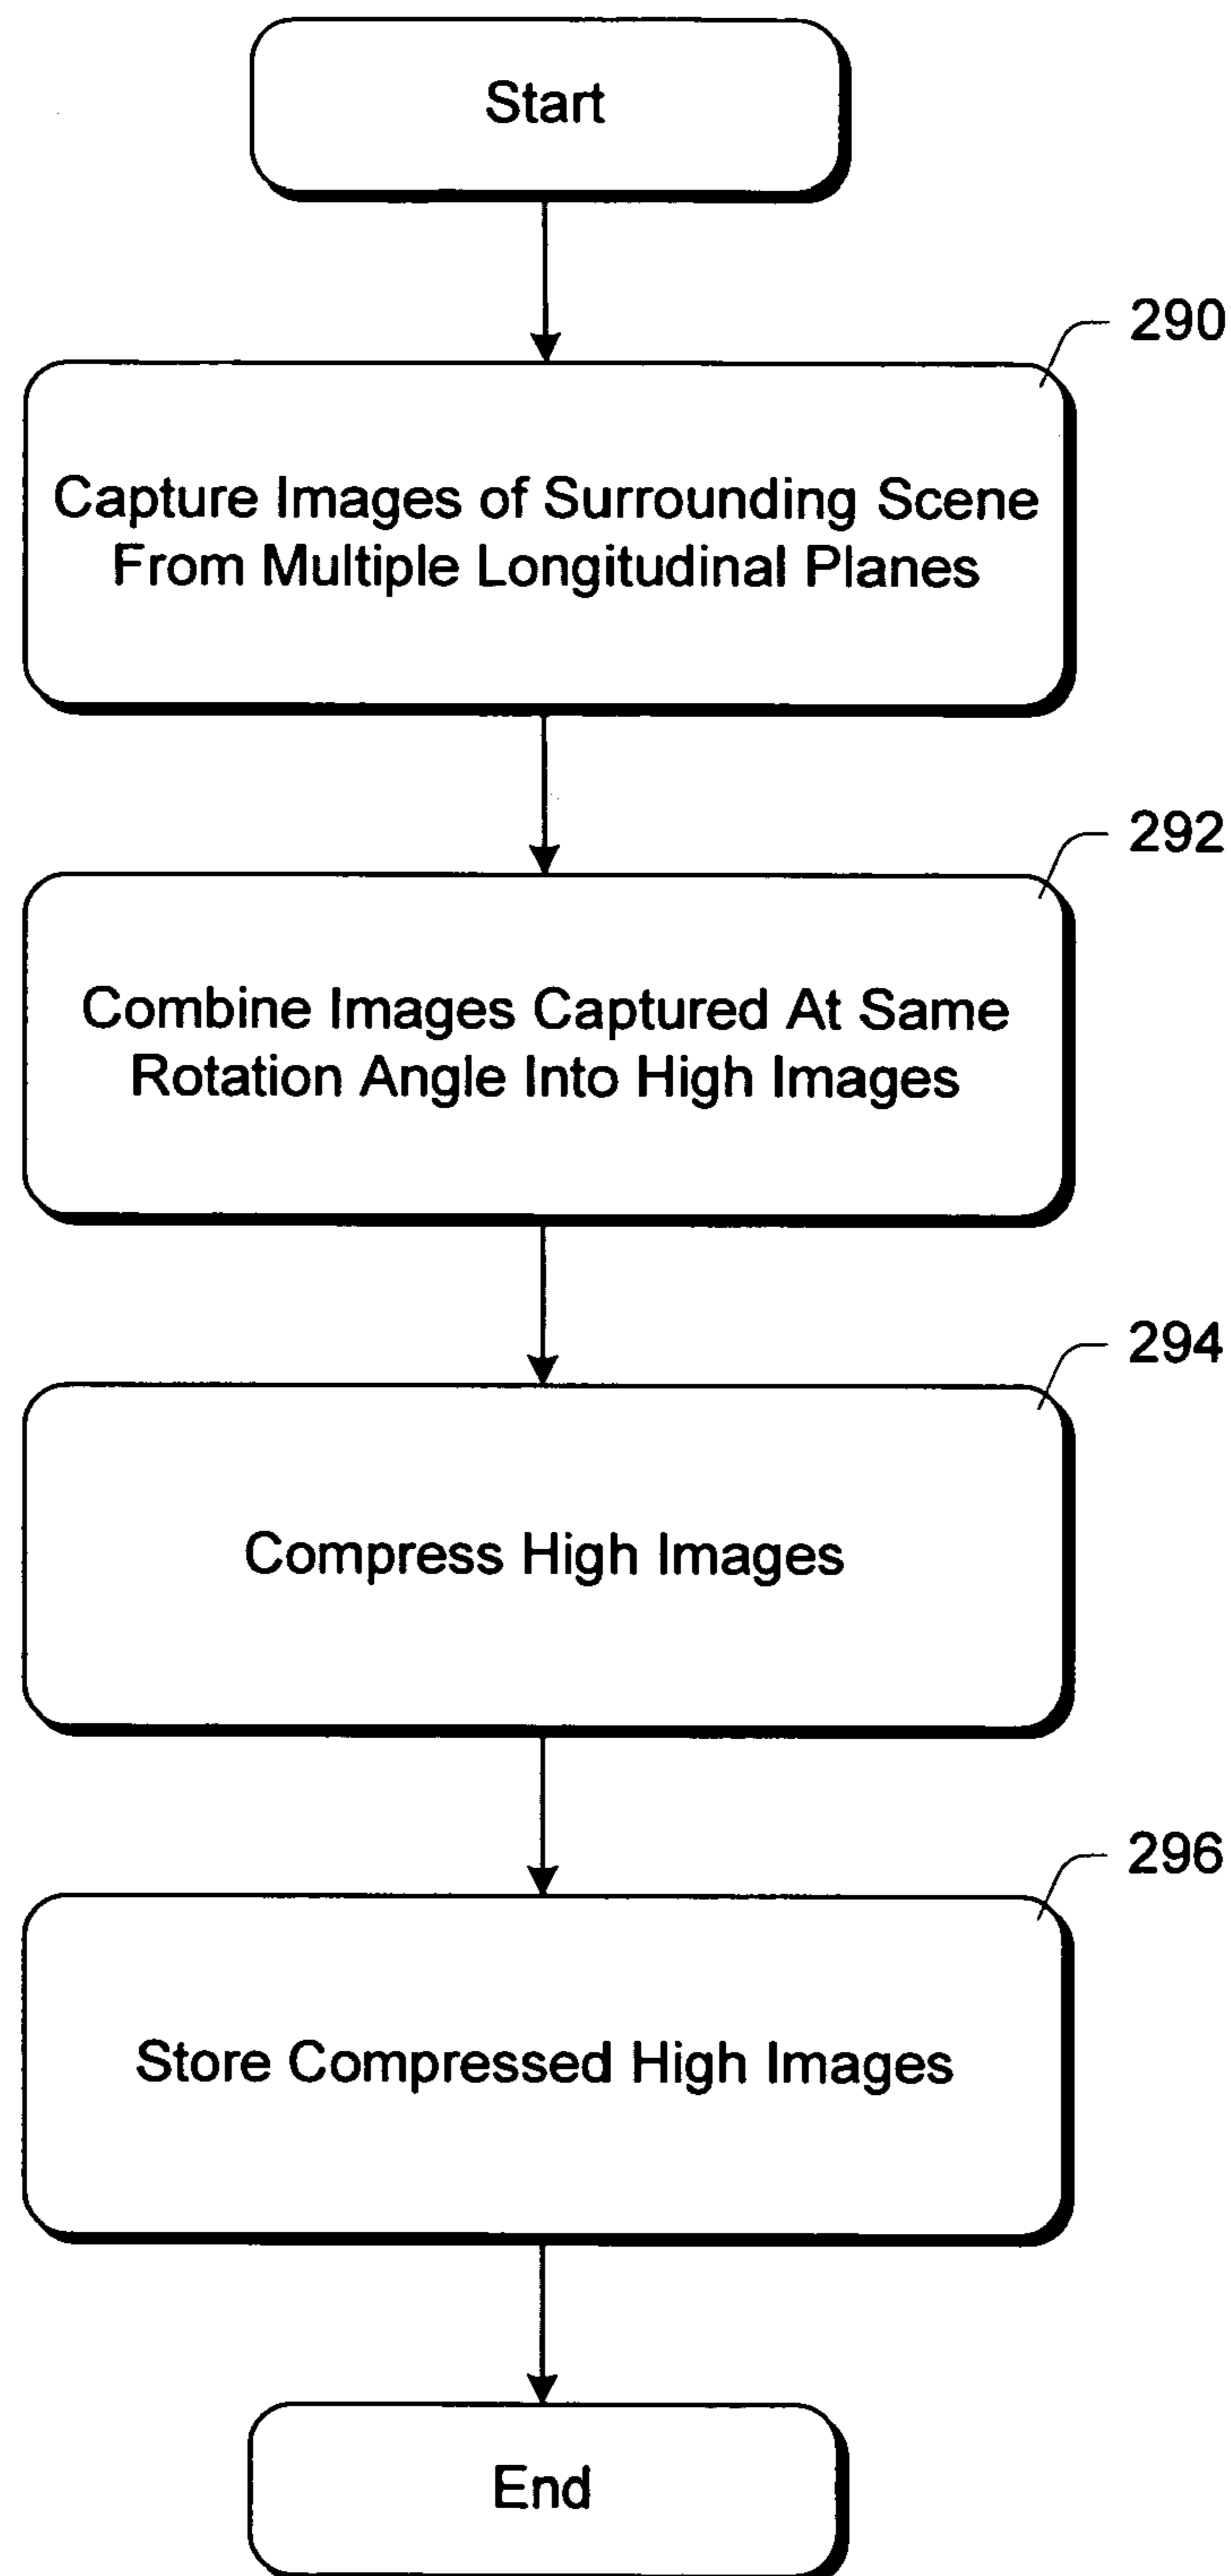 Start
290
Capture Images of Surrounding Scene
From Multiple Longitudinal Planes
292
Combine Images Captured At Same
Rotation Angle Into High Images
294
Compress High Images
296
Store Compressed High Images
End